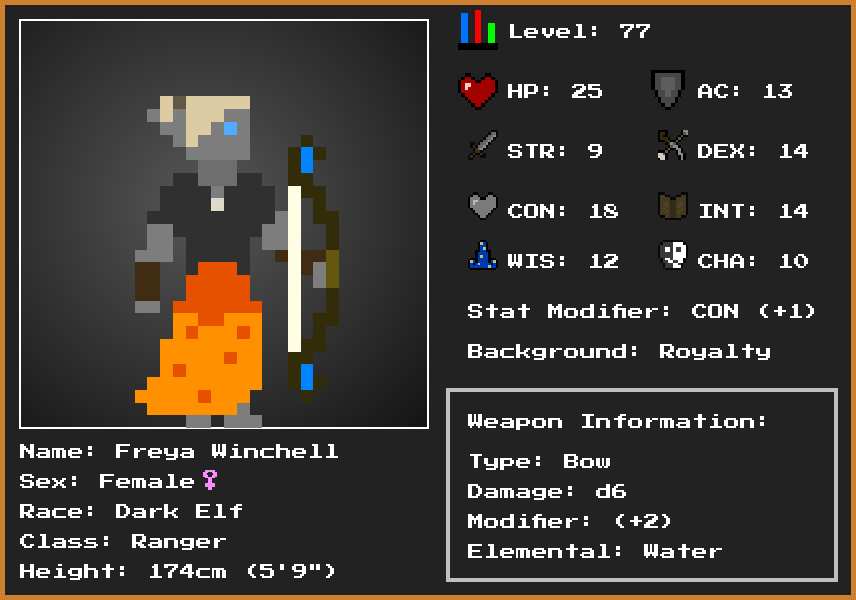 Level: 77
HP: 25
AC: 13
STR: 9
DEX: 14
CON: 18
INT: 14
WIS: 12
CHA: 10
Stat Modifier: CON (+1)
Background: Royalty
Weapon Information:
Type: Bow
Damage: d6
Modifier: (+2)
Elemental: Water
Name: Freya Winchell
Sex: Female♀
Race: Dark Elf
Class: Ranger
Height: 174cm (5'9")